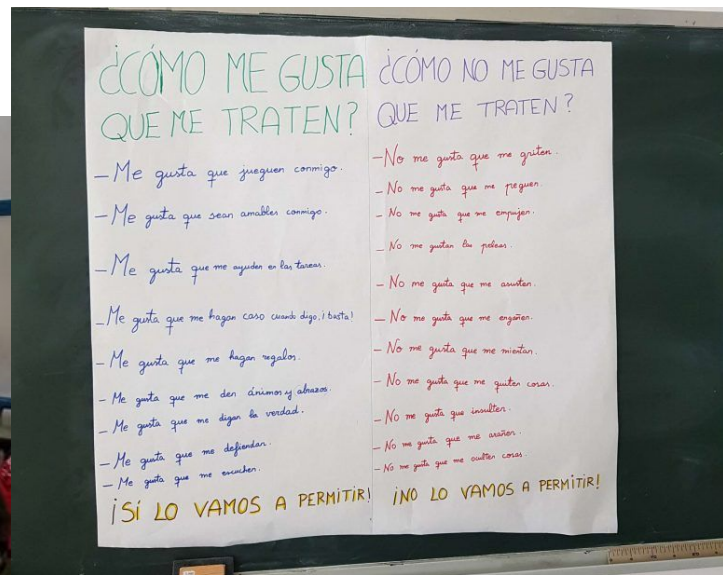 ¿CÓMO ME GUSTA
QUE ME TRATEN?
- Me gusta que jueguen conmigo.
- Me gusta que sean amables conmigo.
- Me gusta que me ayuden en las tareas.
- Me gusta que me hagan caso cuando digo, ¡basta!
- Me gusta que me hagan regalos.
- Me gusta que me den ánimos y abrazos.
- Me gusta que me digan la verdad.
- Me gusta que me defiendan.
- Me gusta que me escuchen.
¡SÍ LO VAMOS A PERMITIR!
¿CÓMO NO ME GUSTA
QUE ME TRATEN?
- No me gusta que me griten.
- No me gusta que me peguen.
- No me gusta que me empujen.
- No me gustan las peleas.
- No me gusta que me asusten.
- No me gusta que me engañen.
- No me gusta que me mientan.
- No me gusta que me quiten cosas.
- No me gusta que insulten.
- No me gusta que me arañen.
- No me gusta que me oculten cosas.
¡NO LO VAMOS A PERMITIR!